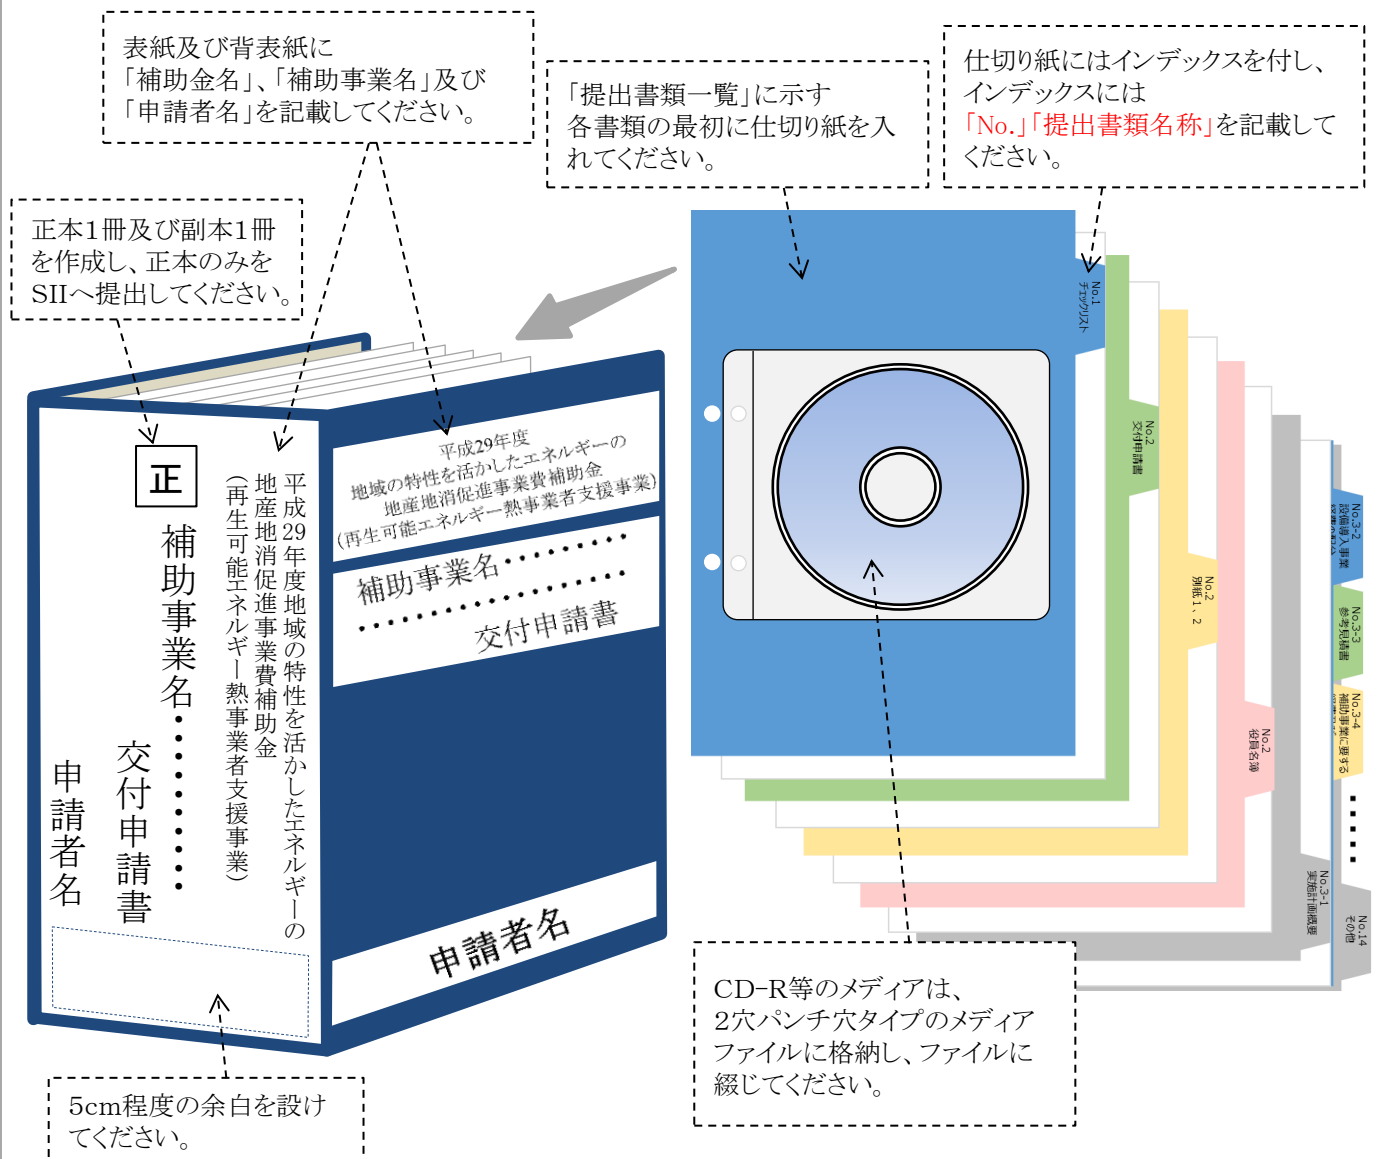 表紙及び背表紙に
「補助金名」、「補助事業名」及び
「申請者名」を記載してください。
「提出書類一覧」に示す
各書類の最初に仕切り紙を入
れてください。
仕切り紙にはインデックスを付し、
インデックスには
「No.」「提出書類名称」を記載して
ください。
正本1冊及び副本1冊
を作成し、正本のみを
SIIへ提出してください。
正
平成29年度地域の特性を活かしたエネルギーの
地産地消促進事業費補助金
(再生可能エネルギー熱事業者支援事業)
補助事業名・・・・・・・・・・
交付申請書
申請者名
平成29年度
地域の特性を活かしたエネルギーの
地産地消促進事業費補助金
(再生可能エネルギー熱事業者支援事業)
補助事業名・・・・・・・・・
・・・・・・・・・・・・・・・・・・
交付申請書
申請者名
No.1
チェックリスト
No.2
交付申請書
No.2
別紙1、2
No.2
役員名簿
No.3-1
実施計画概要
No.3-2
設備導入事業
No.3-3
参考見積書
No.3-4
補助事業に要する
・・・・・
No.14
その他
CD-R等のメディアは、
2穴パンチ穴タイプのメディア
ファイルに格納し、ファイルに
綴じてください。
5cm程度の余白を設け
てください。